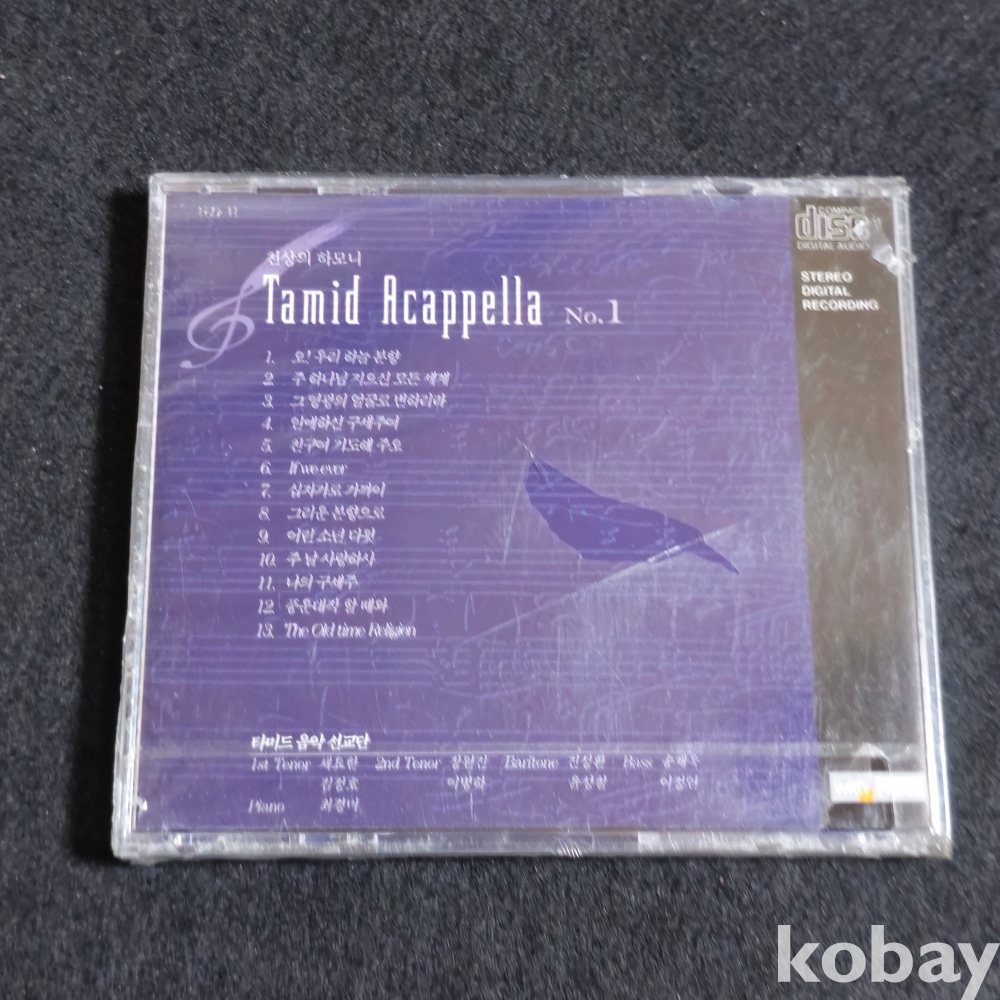 천상의 하모니
Tamid Acappella No.1
1. 오! 우리 하늘 본향
2. 주 하나님 지으신 모든 세계
3. 그 영광의 얼굴로 변하리라
4. 인애하신 구세주여
5. 친구여 기도해 주오
6. If we ever
7. 십자가로 가까이
8. 그리운 본향으로
9. 어린 소년 다윗
10. 주 날 사랑하사
11. 나의 구세주
12. 공운대작 할 때와
13. The Old time Religion
타미드 음악 선교단
1st Tenor 2nd Tenor Baritone Bass
Piano
COMPACT
disc
DIGITAL AUDIO
STEREO
DIGITAL
RECORDING
kobay